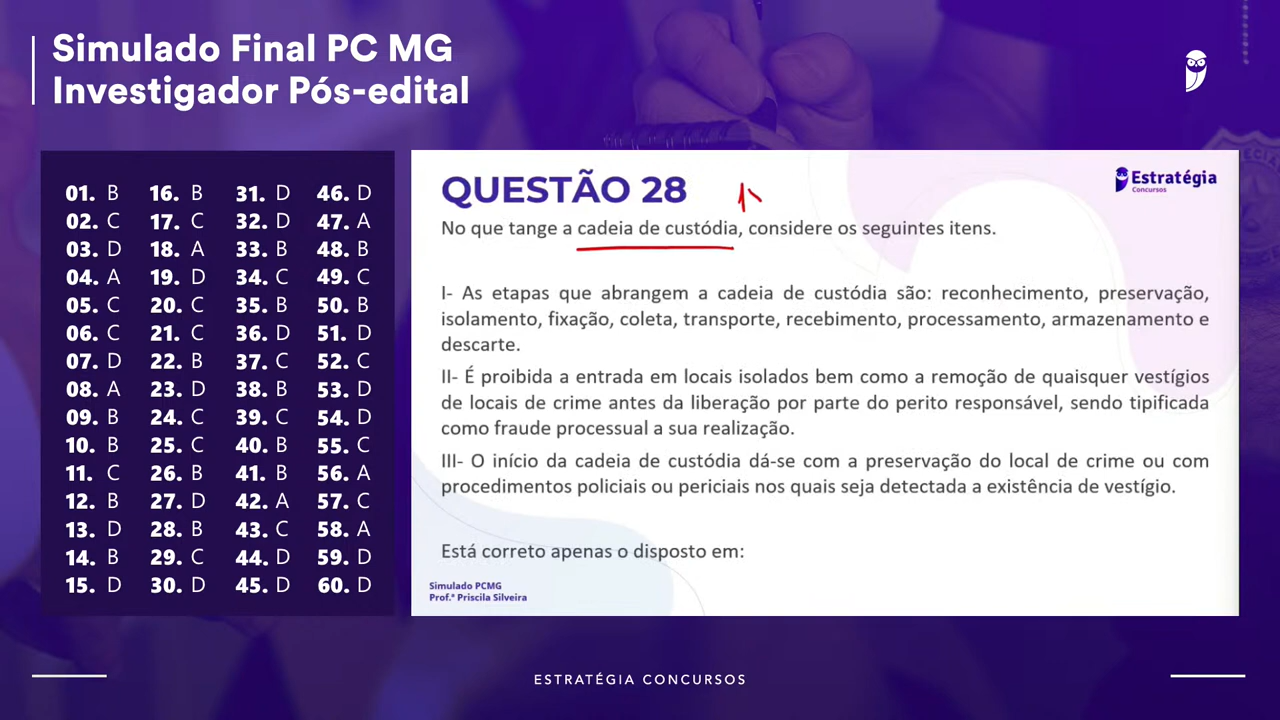 Simulado Final PC MG
Investigador Pós-edital
01. B 16. B 31. D 46. D
02. C 17. C 32. D 47. A
03. D 18. A 33. B 48. B
04. A 19. D 34. C 49. C
05. C 20. C 35. B 50. B
06. C 21. C 36. D 51. D
07. D 22. B 37. C 52. C
08. A 23. D 38. B 53. D
09. B 24. C 39. C 54. D
10. B 25. C 40. B 55. C
11. C 26. B 41. B 56. A
12. B 27. D 42. A 57. C
13. D 28. B 43. C 58. A
14. B 29. C 44. D 59. D
15. D 30. D 45. D 60. D
QUESTÃO 28
Estratégia
Concursos
No que tange a cadeia de custódia, considere os seguintes itens.
I- As etapas que abrangem a cadeia de custódia são: reconhecimento, preservação,
isolamento, fixação, coleta, transporte, recebimento, processamento, armazenamento e
descarte.
II- É proibida a entrada em locais isolados bem como a remoção de quaisquer vestígios
de locais de crime antes da liberação por parte do perito responsável, sendo tipificada
como fraude processual a sua realização.
III- O início da cadeia de custódia dá-se com a preservação do local de crime ou com
procedimentos policiais ou periciais nos quais seja detectada a existência de vestígio.
Está correto apenas o disposto em:
Simulado PCMG
Prof.ª Priscila Silveira
ESTRATÉGIA CONCURSOS